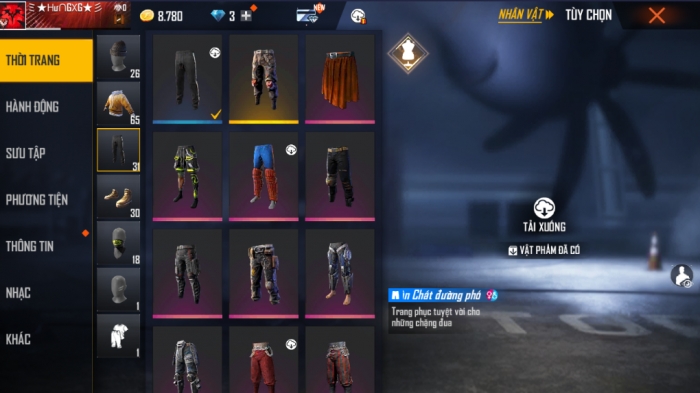 ★HƯNGXG★
0
8.780
3
NEW
NHÂN VẬT
TÙY CHỌN
THỜI TRANG
HÀNH ĐỘNG
SƯU TẬP
PHƯƠNG TIỆN
THÔNG TIN
NHẠC
KHÁC
26
65
31
30
18
1
1
TẢI XUỐNG
VẬT PHẨM ĐÃ CÓ
Chất đường phố
Trang phục tuyệt vời cho
những chặng đua